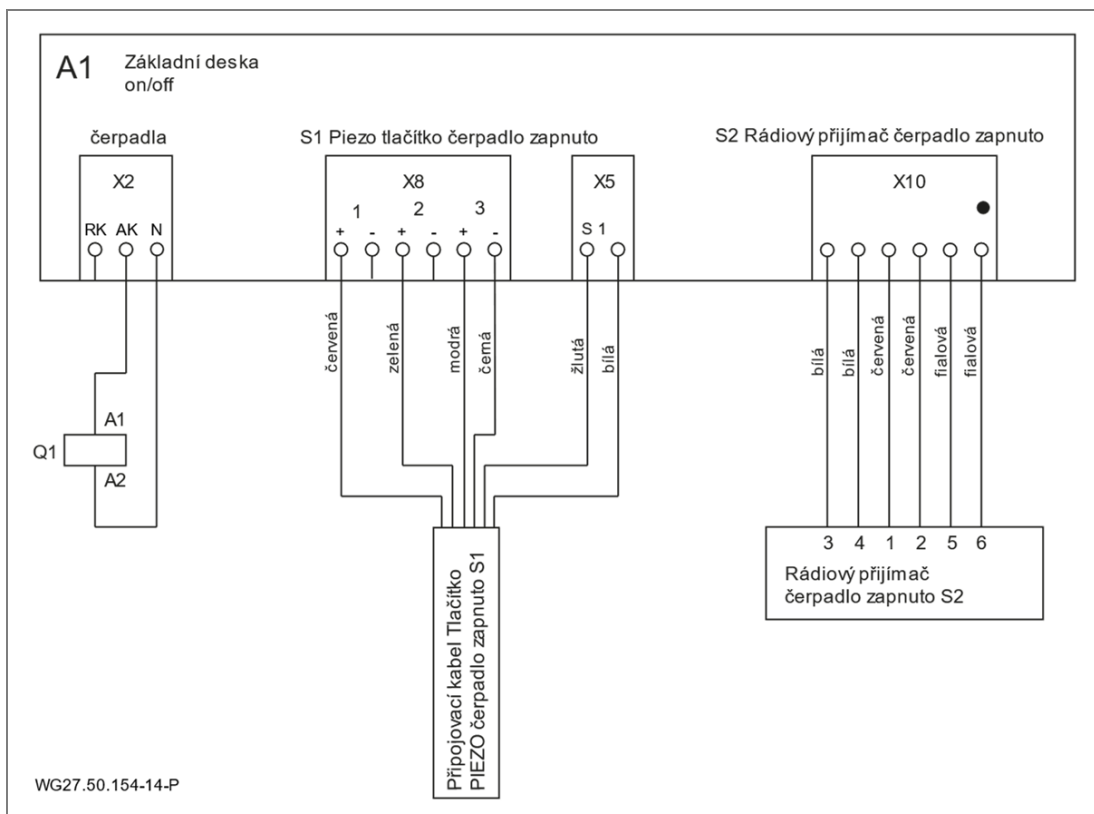 A1
Základní deska
on/off
čerpadla
S1 Piezo tlačítko čerpadlo zapnuto
S2 Rádiový přijímač čerpadlo zapnuto
X2
X8
X5
X10
1 2 3
RK AK N
+ - + - + -
S 1
červená
zelená
modrá
černá
žlutá
bílá
bílá
bílá
červená
červená
fialová
fialová
A1
Q1
A2
3 4 1 2 5 6
Rádiový přijímač
čerpadlo zapnuto S2
Připojovací kabel Tlačítko
PIEZO čerpadlo zapnuto S1
WG27.50.154-14-P